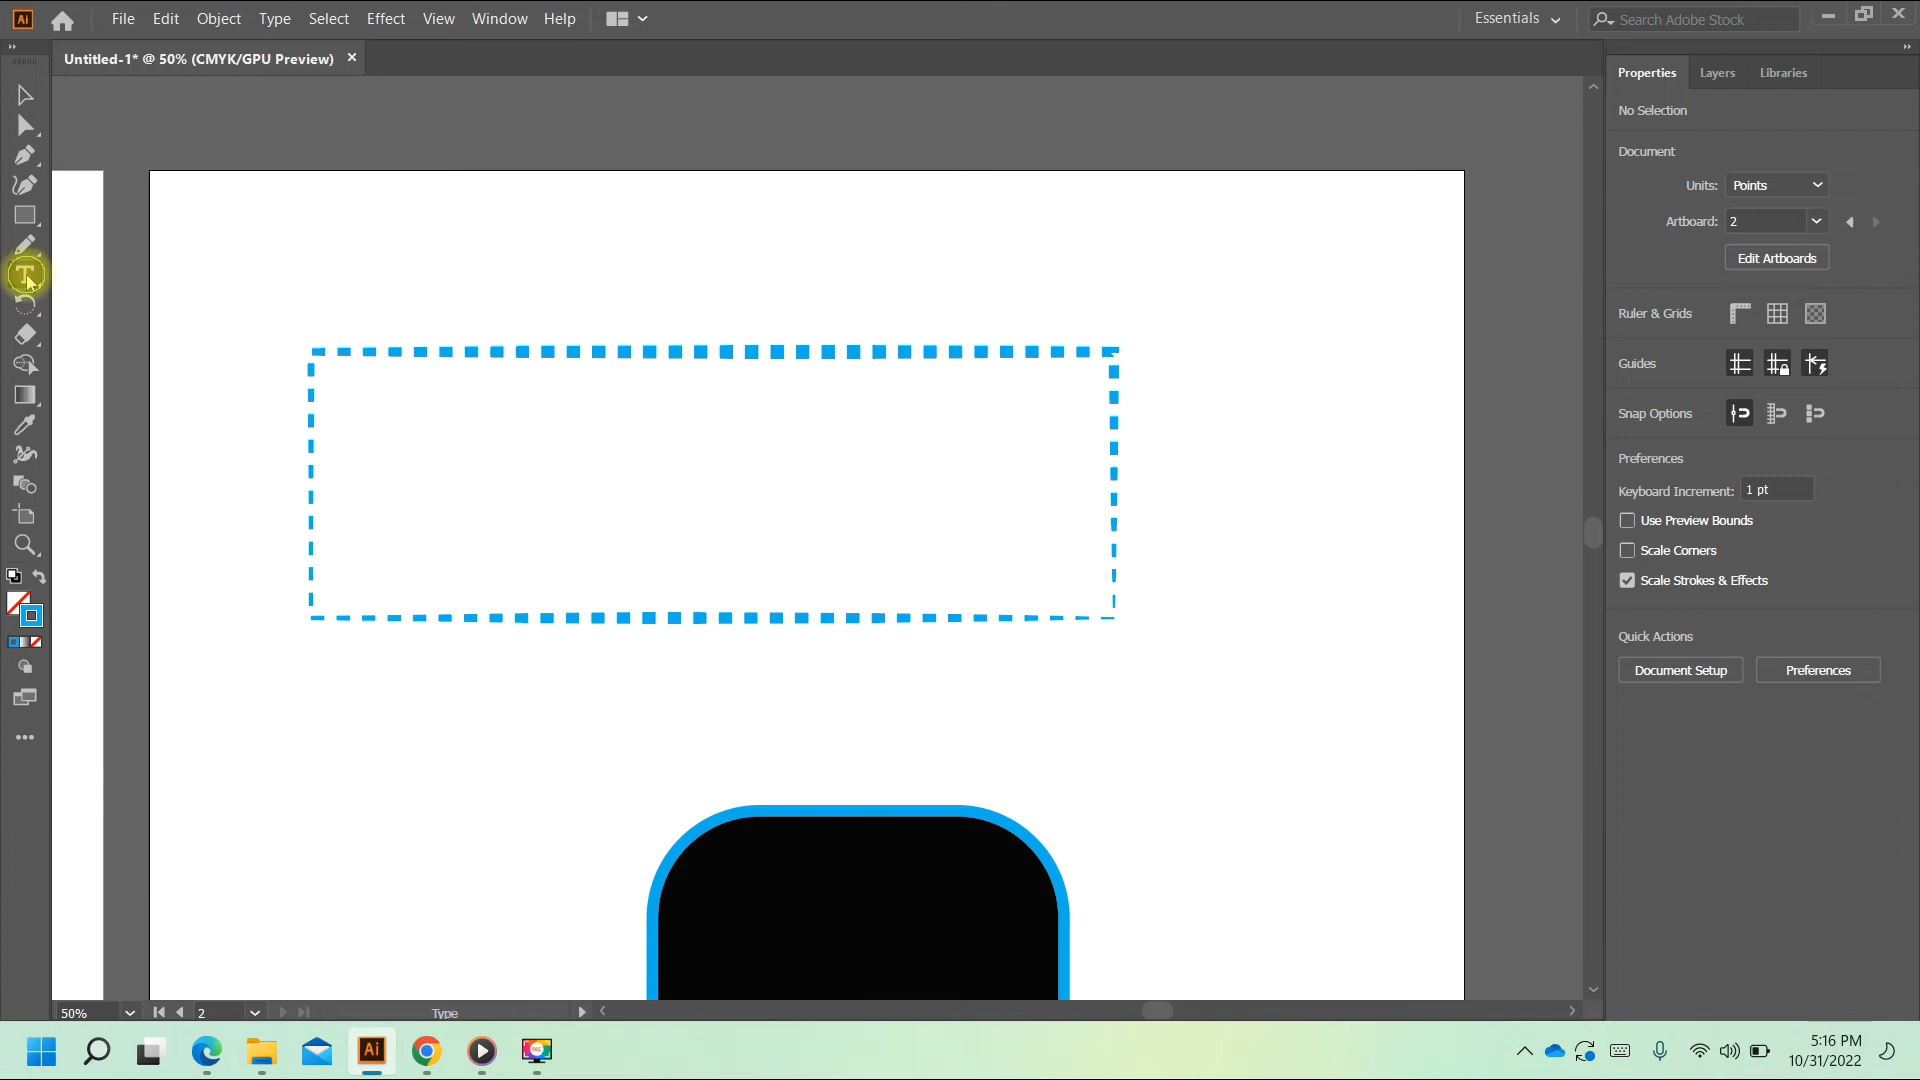 Ai File Edit Object Type Select Effect View Window Help Essentials Search Adobe Stock
Untitled-1* @ 50% (CMYK/GPU Preview)
T
50% 2 Type
Properties Layers Libraries
No Selection
Document
Units: Points
Artboard: 2
Edit Artboards
Ruler & Grids
Guides
Snap Options
Preferences
Keyboard Increment: 1 pt
Use Preview Bounds
Scale Corners
Scale Strokes & Effects
Quick Actions
Document Setup Preferences
Ai
5:16 PM
10/31/2022